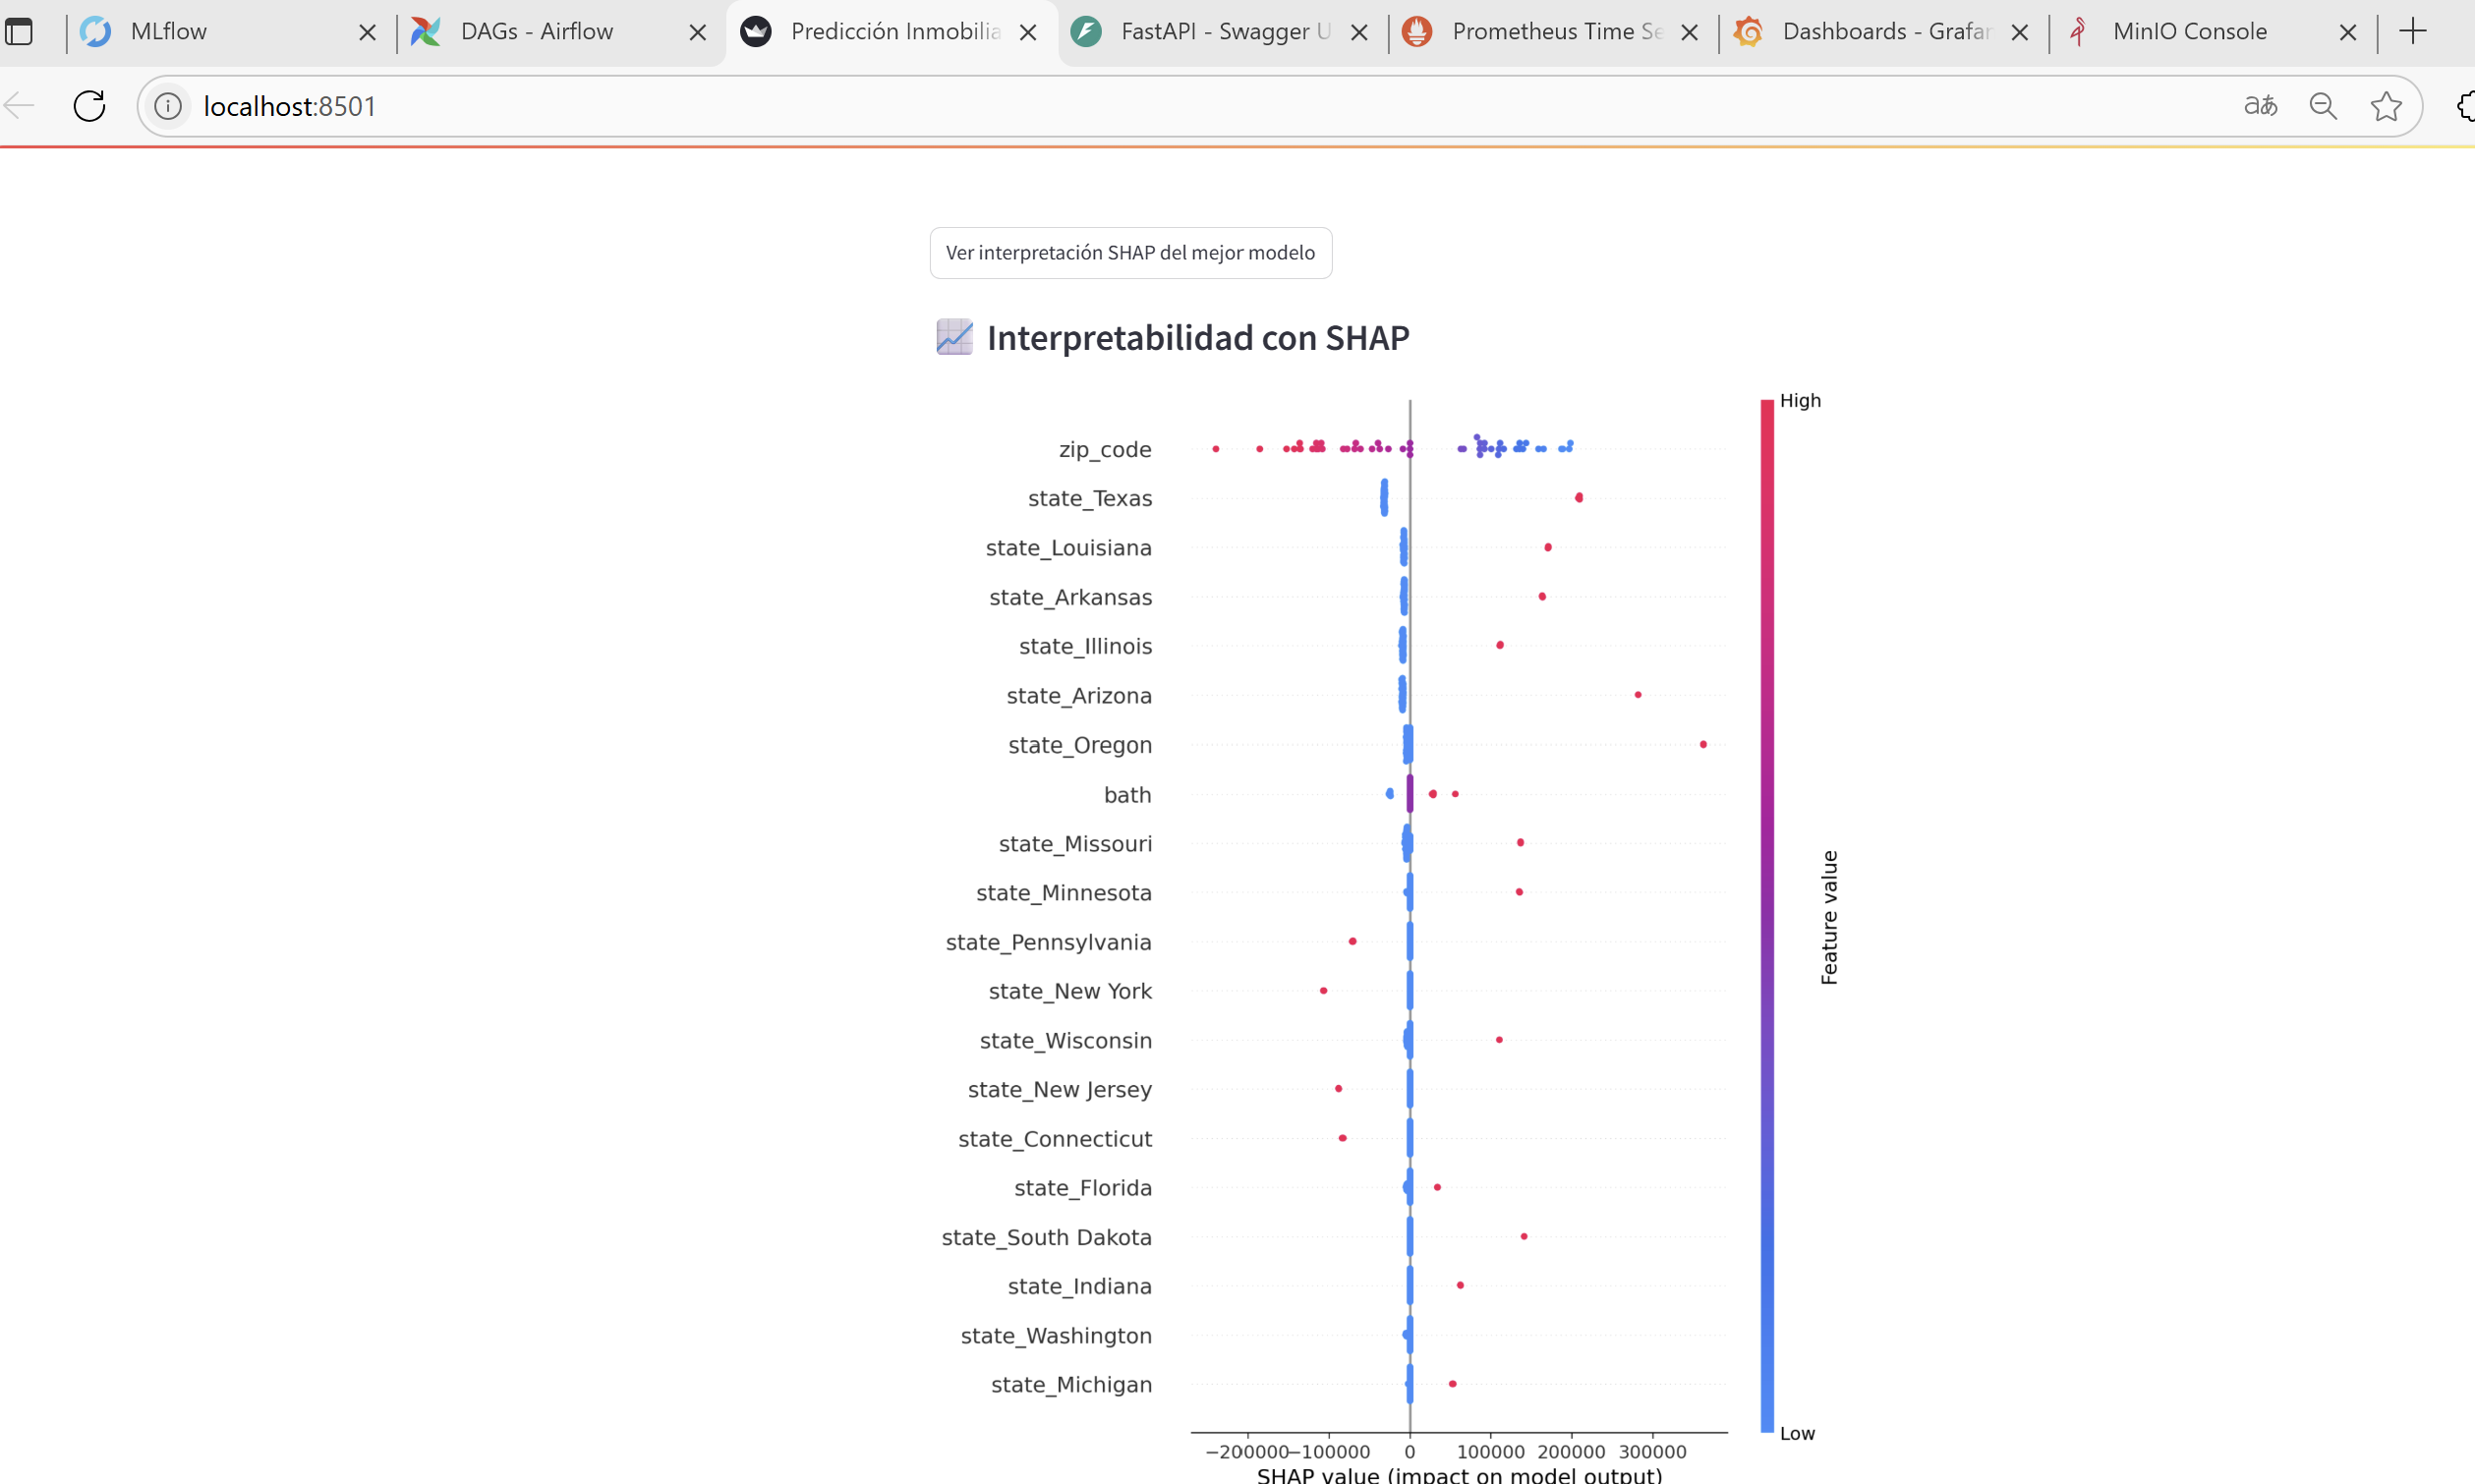 MLflow
DAGs - Airflow
Predicción Inmobilia
FastAPI - Swagger U
Prometheus Time Se
Dashboards - Grafan
MinIO Console
localhost:8501
aあ
Ver interpretación SHAP del mejor modelo
Interpretabilidad con SHAP
High
zip_code
state_Texas
state_Louisiana
state_Arkansas
state_Illinois
state_Arizona
state_Oregon
bath
state_Missouri
state_Minnesota
state_Pennsylvania
state_New York
state_Wisconsin
state_New Jersey
state_Connecticut
state_Florida
state_South Dakota
state_Indiana
state_Washington
state_Michigan
Feature value
Low
−200000 −100000 0 100000 200000 300000
SHAP value (impact on model output)